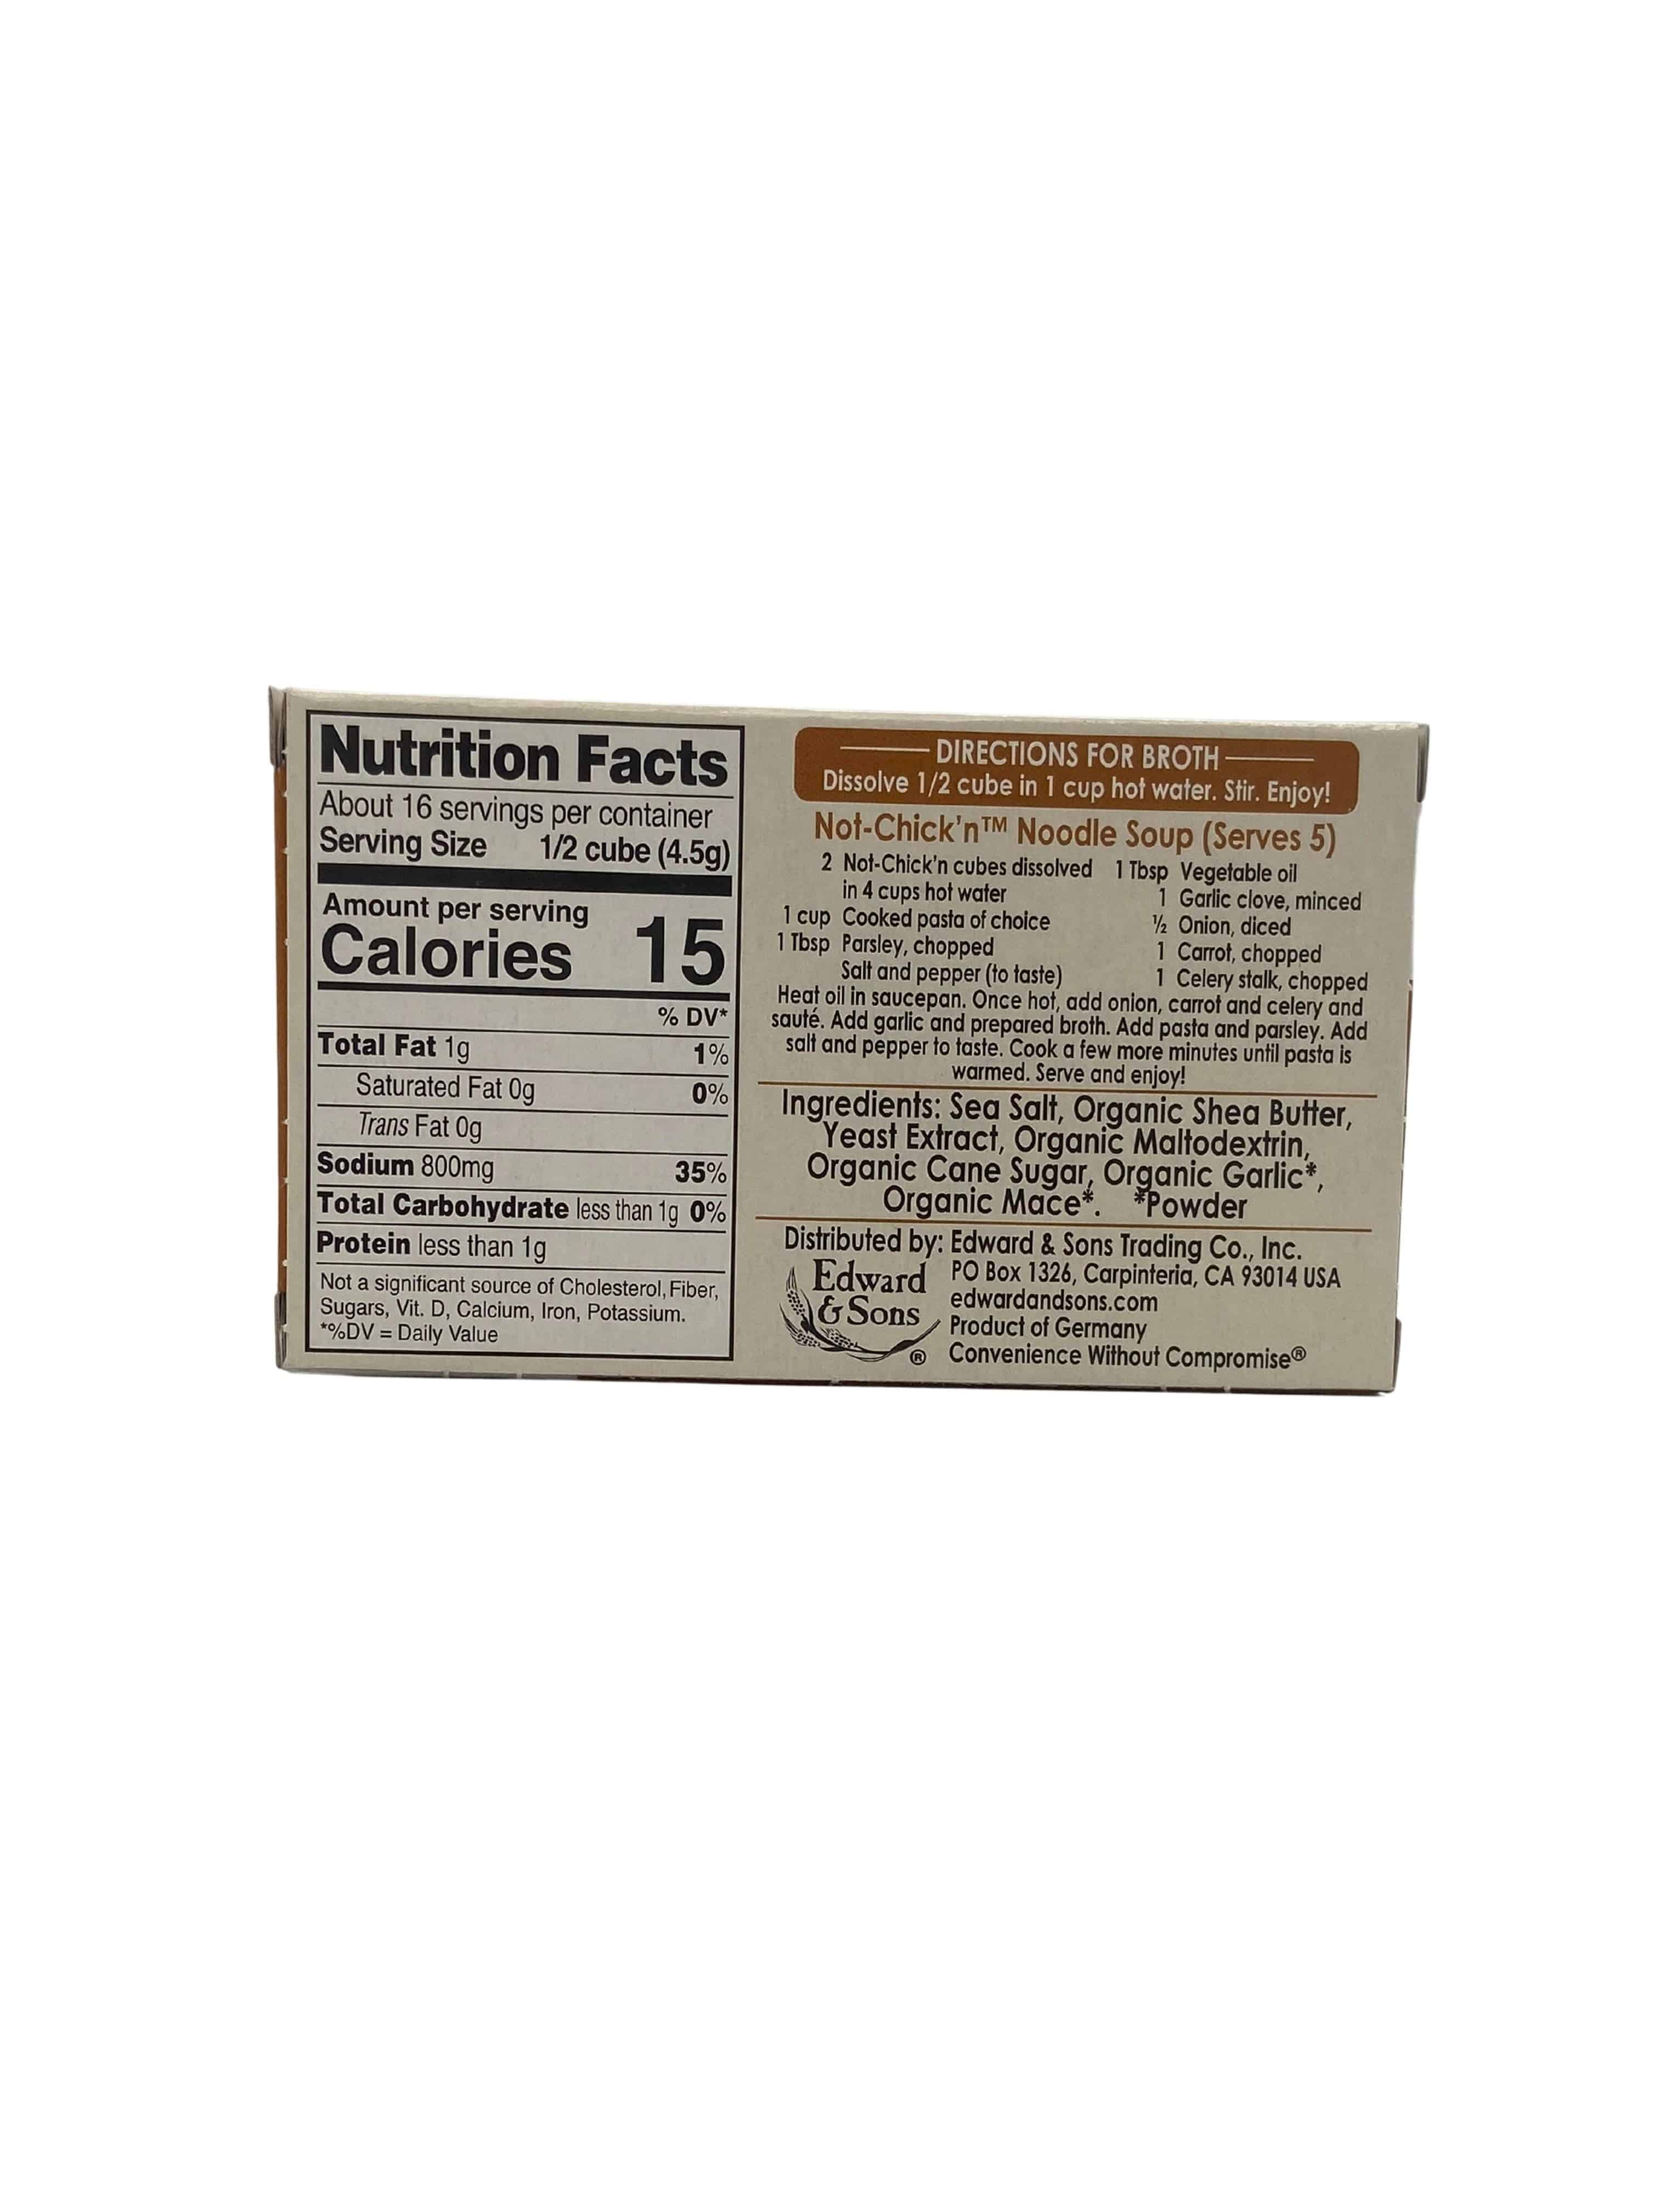 Nutrition Facts
About 16 servings per container
Serving Size 1/2 cube (4.5g)
Amount per serving
Calories 15
% DV*
Total Fat 1g 1%
Saturated Fat 0g 0%
Trans Fat 0g
Sodium 800mg 35%
Total Carbohydrate less than 1g 0%
Protein less than 1g
Not a significant source of Cholesterol, Fiber,
Sugars, Vit. D, Calcium, Iron, Potassium.
*%DV = Daily Value
DIRECTIONS FOR BROTH
Dissolve 1/2 cube in 1 cup hot water. Stir. Enjoy!
Not-Chick'n™ Noodle Soup (Serves 5)
2 Not-Chick'n cubes dissolved
in 4 cups hot water
1 cup Cooked pasta of choice
1 Tbsp Parsley, chopped
Salt and pepper (to taste)
1 Tbsp Vegetable oil
1 Garlic clove, minced
½ Onion, diced
1 Carrot, chopped
1 Celery stalk, chopped
Heat oil in saucepan. Once hot, add onion, carrot and celery and
sauté. Add garlic and prepared broth. Add pasta and parsley. Add
salt and pepper to taste. Cook a few more minutes until pasta is
warmed. Serve and enjoy!
Ingredients: Sea Salt, Organic Shea Butter,
Yeast Extract, Organic Maltodextrin,
Organic Cane Sugar, Organic Garlic*,
Organic Mace*. *Powder
Distributed by: Edward & Sons Trading Co., Inc.
PO Box 1326, Carpinteria, CA 93014 USA
edwardandsons.com
Product of Germany
Convenience Without Compromise®
Edward
& Sons
®